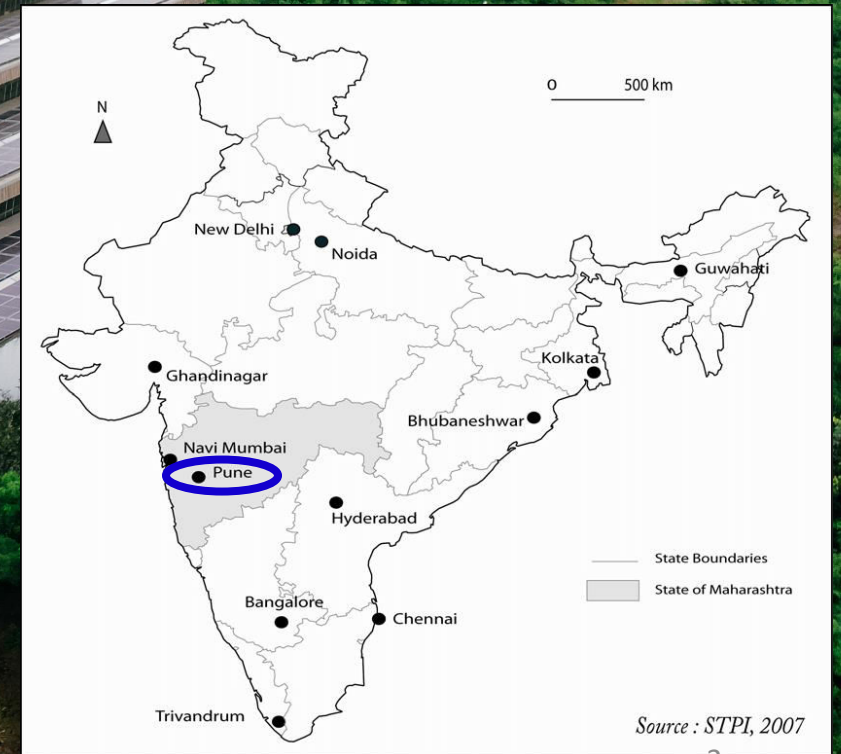 O 500 km
N
New Delhi
Noida
Guwahati
Kolkata
Ghandinagar
Bhubaneshwar
Navi Mumbai
Pune
Hyderabad
State Boundaries
State of Maharashtra
Bangalore
Chennai
Trivandrum
Source : STPI, 2007